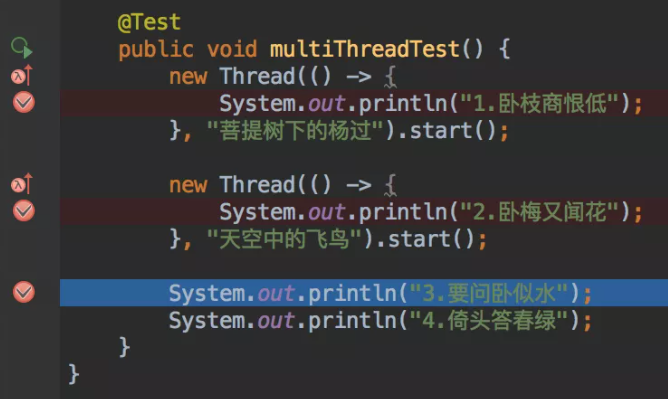 @Test
public void multiThreadTest() {
new Thread(() -> {
System.out.println("1.卧枝商恨低");
}, "菩提树下的杨过").start();
new Thread(() -> {
System.out.println("2.卧梅又闻花");
}, "天空中的飞鸟").start();
System.out.println("3.要问卧似水");
System.out.println("4.倚头答春绿");
}
}